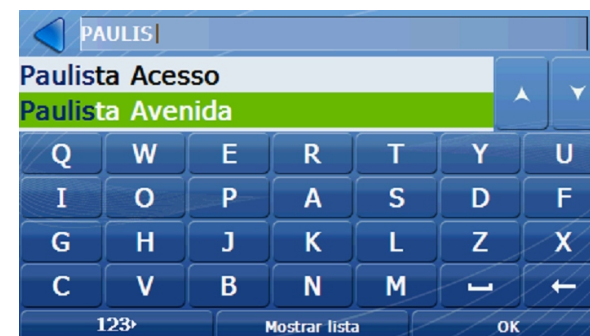 PAULIS
Paulista Acesso
Paulista Avenida
Q W E R T Y U
I O P A S D F
G H J K L Z X
C V B N M
123 Mostrar lista OK